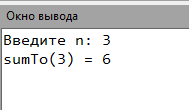 Окно вывода
Введите n: 3
sumTo(3) = 6